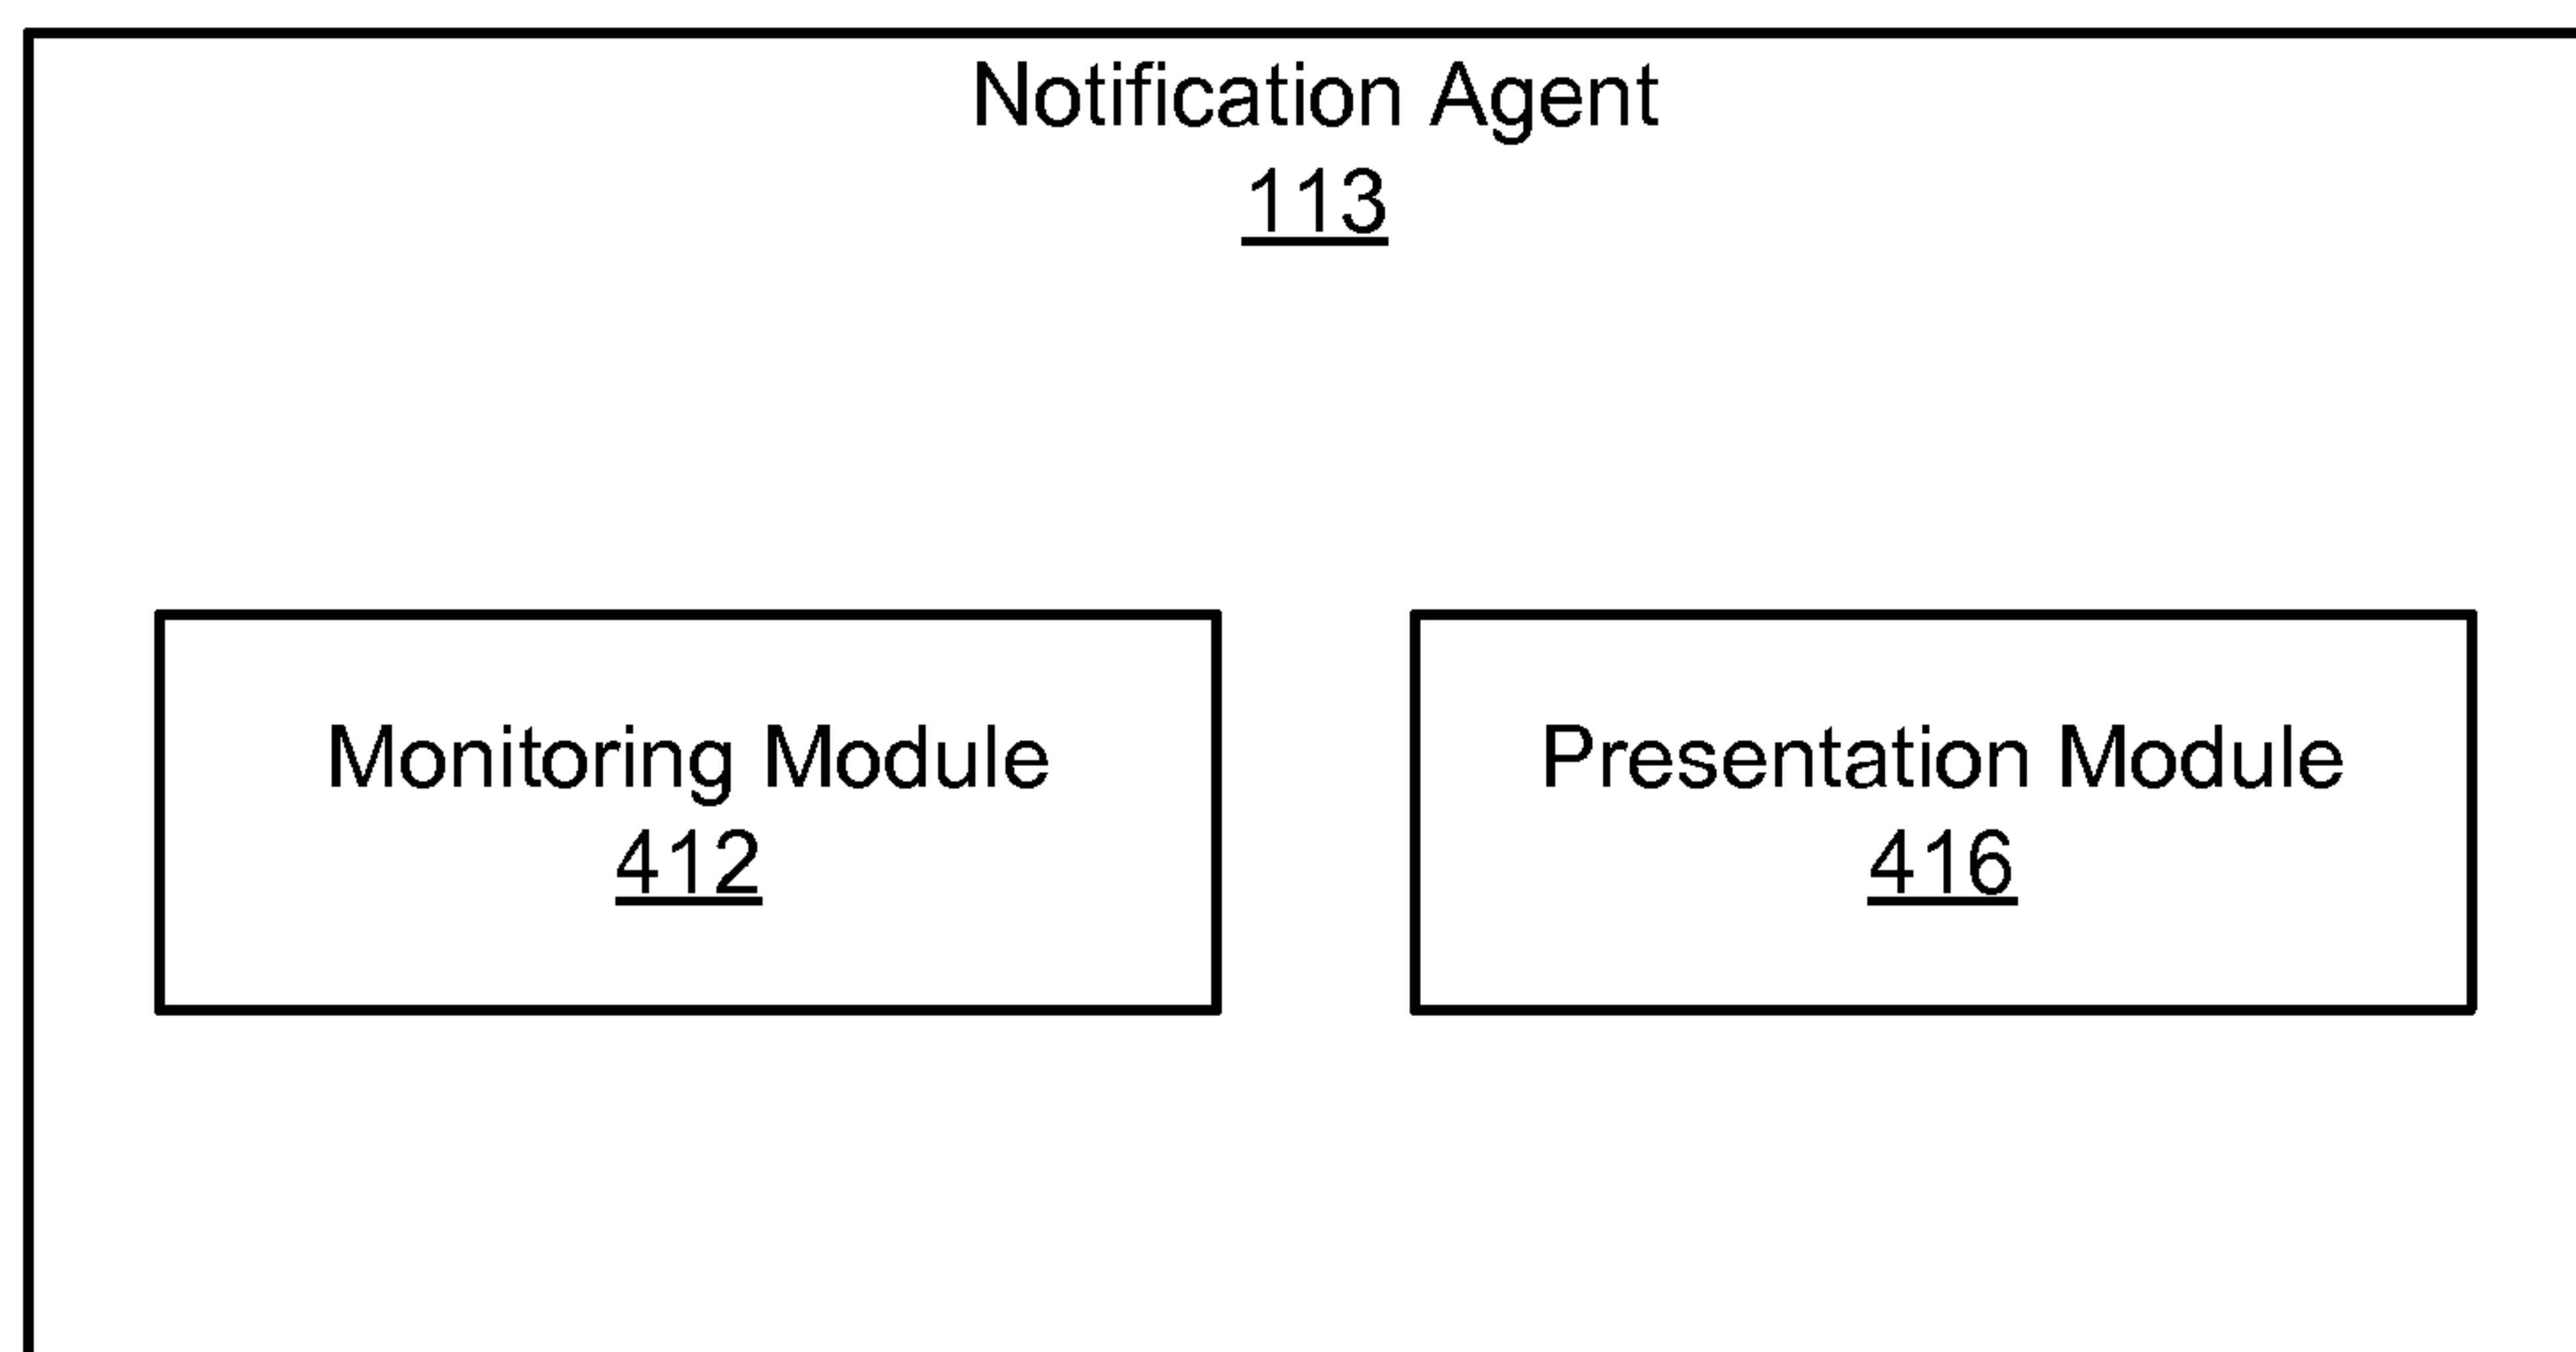 Notification Agent
113
Monitoring Module
412
Presentation Module
416